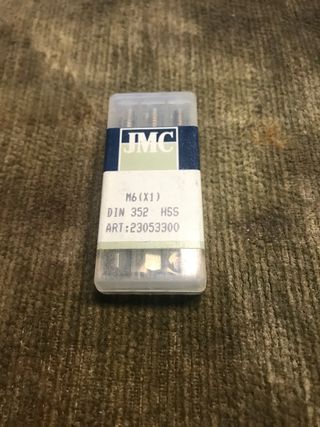 JMC
M6(X1)
DIN 352 HSS
ART:23053300